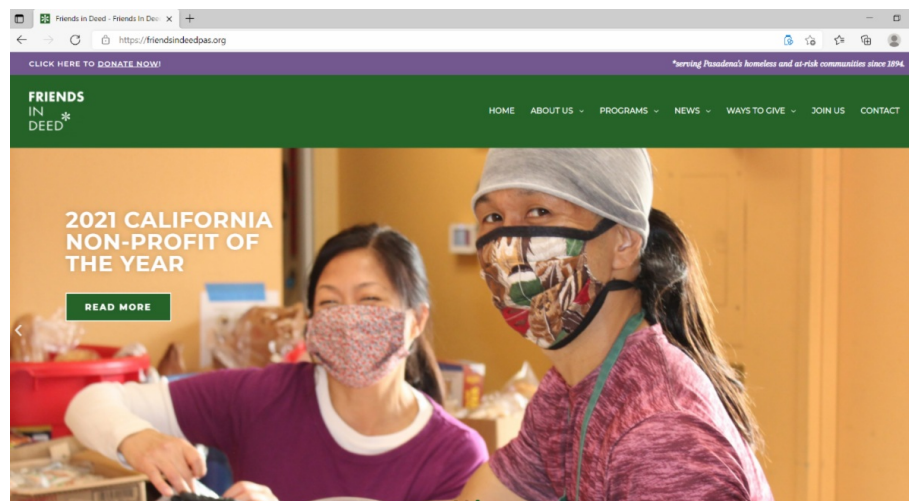 Friends in Deed - Friends In Dee
https://friendsindeedpas.org
CLICK HERE TO DONATE NOW!
*serving Pasadena's homeless and at-risk communities since 1894.
FRIENDS
IN
DEED*
HOME ABOUT US PROGRAMS NEWS WAYS TO GIVE JOIN US CONTACT
2021 CALIFORNIA
NON-PROFIT OF
THE YEAR
READ MORE